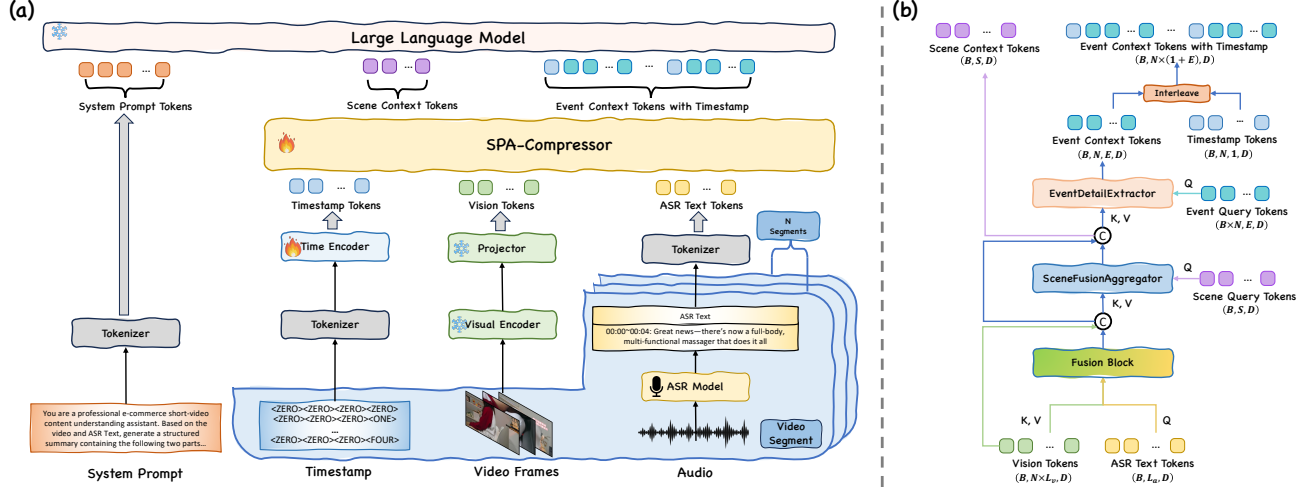 (a)
Large Language Model
...
System Prompt Tokens
...
Scene Context Tokens
... ... ...
Event Context Tokens with Timestamp
SPA-Compressor
...
Timestamp Tokens
...
Vision Tokens
...
ASR Text Tokens
N
Segments
Time Encoder
Projector
Tokenizer
Tokenizer
Tokenizer
Visual Encoder
ASR Text
00:00~00:04: Great news—there's now a full-body,
multi-functional massager that does it all
ASR Model
You are a professional e-commerce short-video
content understanding assistant. Based on the
video and ASR Text, generate a structured
summary containing the following two parts...
<ZERO><ZERO><ZERO><ZERO>
<ZERO><ZERO><ZERO><ONE>
...
<ZERO><ZERO><ZERO><FOUR>
Video
Segment
System Prompt
Timestamp
Video Frames
Audio
(b)
...
Scene Context Tokens
(B, S, D)
... ... ...
Event Context Tokens with Timestamp
(B, N×(1 + E), D)
Interleave
...
Event Context Tokens
(B, N, E, D)
...
Timestamp Tokens
(B, N, 1, D)
EventDetailExtractor
Q
...
Event Query Tokens
(B×N, E, D)
K, V
C
SceneFusionAggregator
Q
...
Scene Query Tokens
(B, S, D)
K, V
C
Fusion Block
K, V
Q
...
Vision Tokens
(B, N×Lᵥ, D)
...
ASR Text Tokens
(B, Lₐ, D)